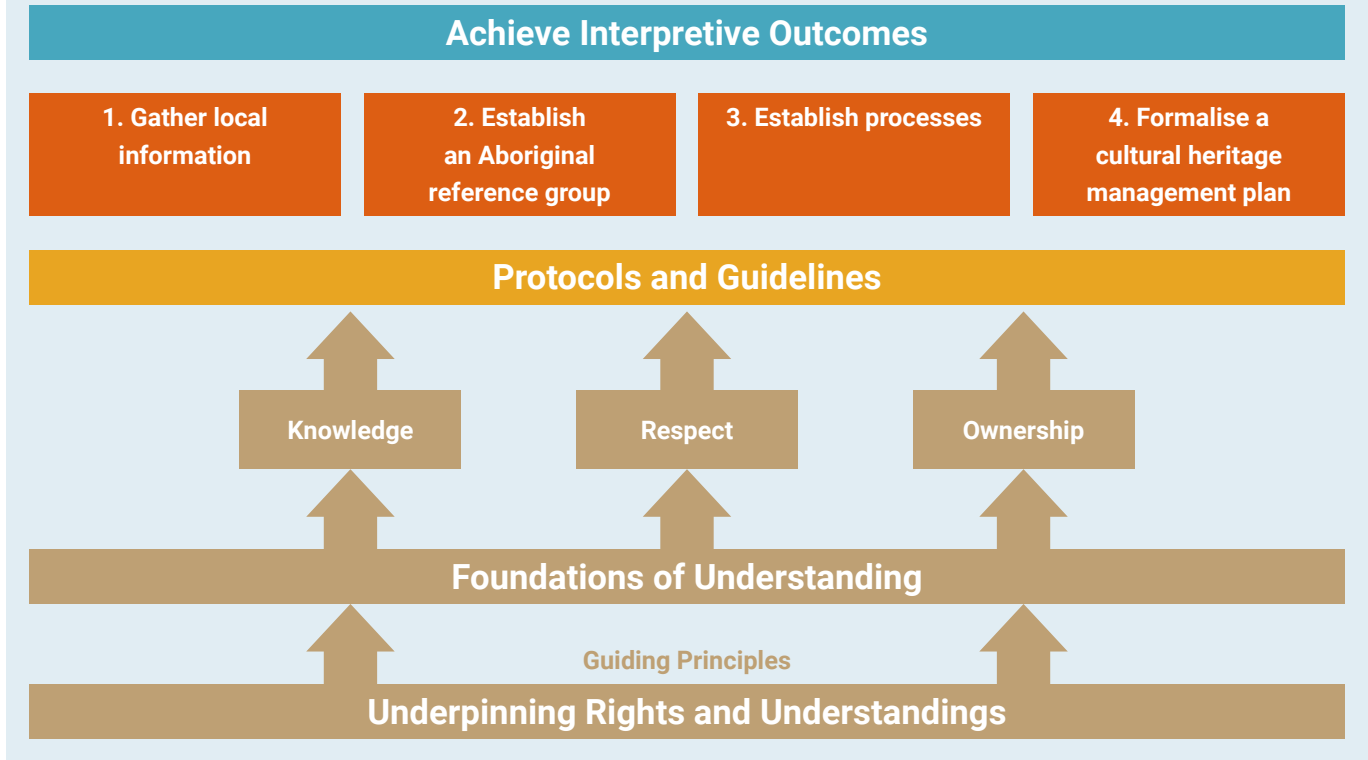 Achieve Interpretive Outcomes
1. Gather local
information
2. Establish
an Aboriginal
reference group
3. Establish processes
4. Formalise a
cultural heritage
management plan
Protocols and Guidelines
Knowledge
Respect
Ownership
Foundations of Understanding
Guiding Principles
Underpinning Rights and Understandings